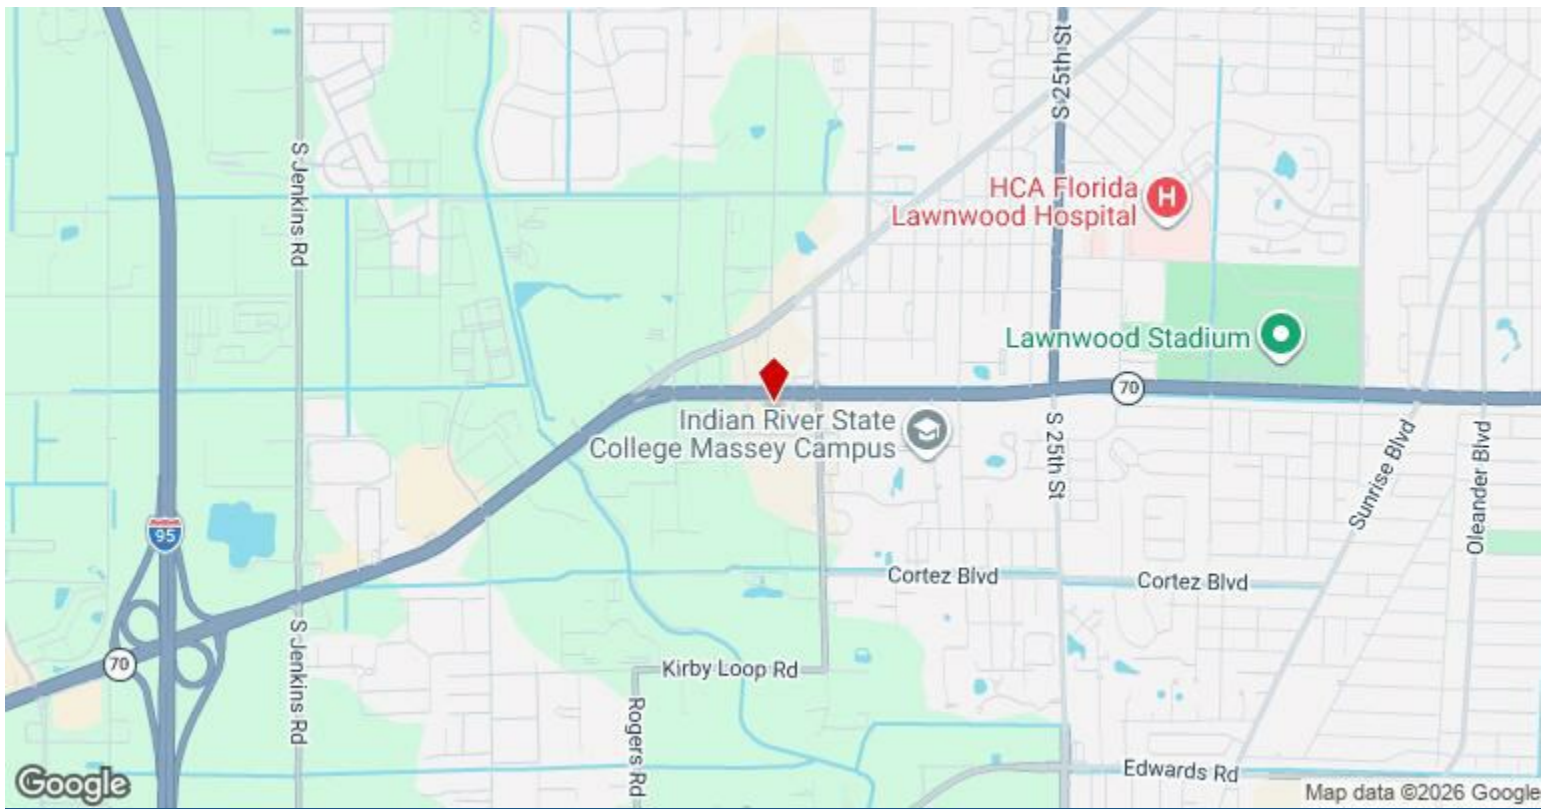 S 25th St
S Jenkins Rd
HCA Florida
Lawnwood Hospital
H
Lawnwood Stadium
70
Indian River State
College Massey Campus
S 25th St
Sunrise Blvd
Oleander Blvd
95
Cortez Blvd
Cortez Blvd
S Jenkins Rd
70
Kirby Loop Rd
Rogers Rd
Edwards Rd
Google
Map data ©2026 Google